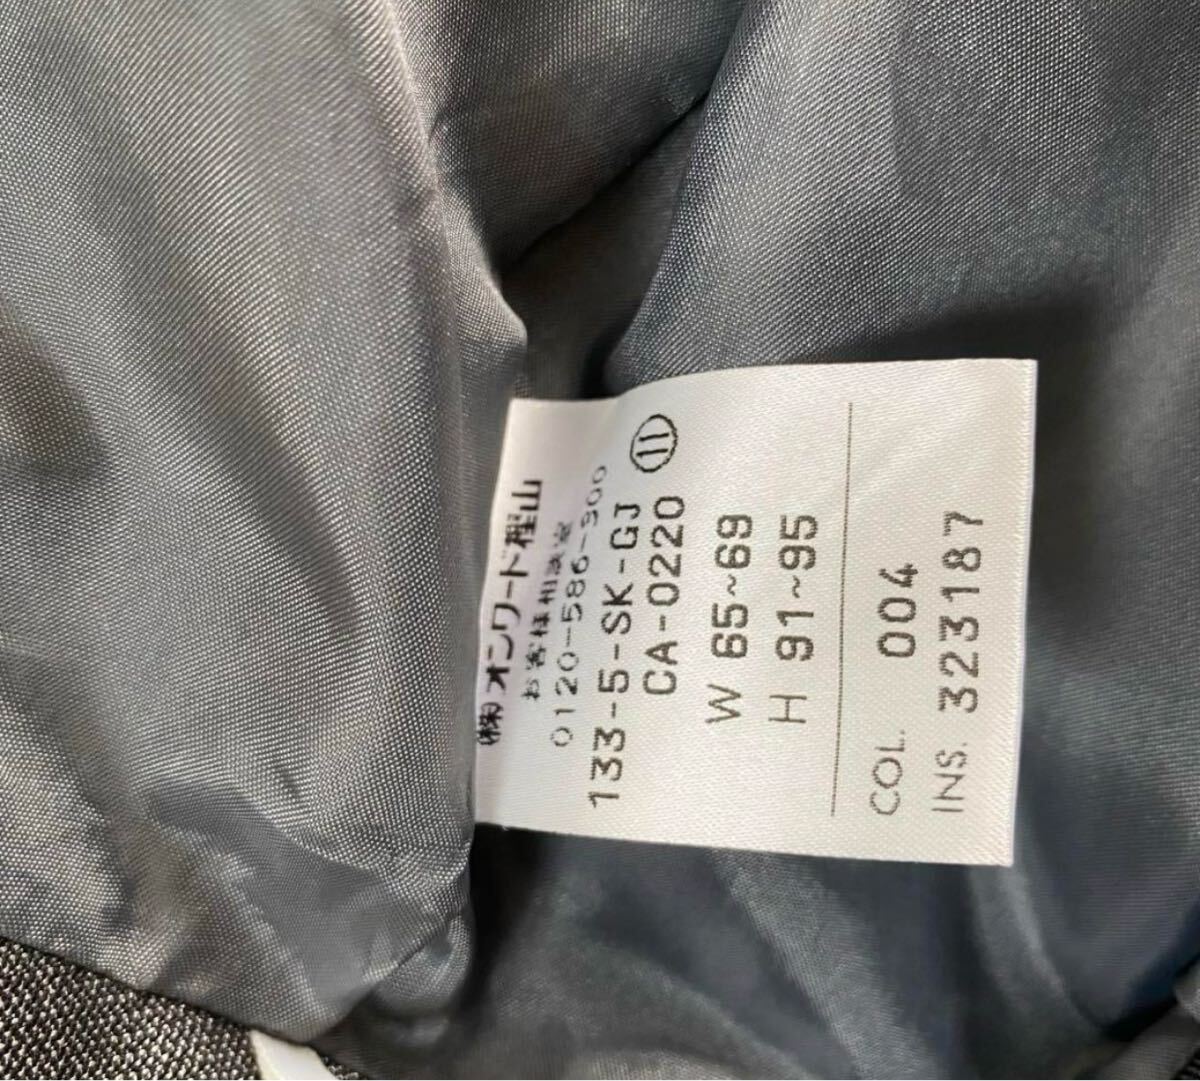 (株)オンワード樫山
お客様相談室
0120-586-300
133-5-SK-GJ
CA-0220 ⑪
W 65~69
H 91~95
COL. 004
INS. 323187